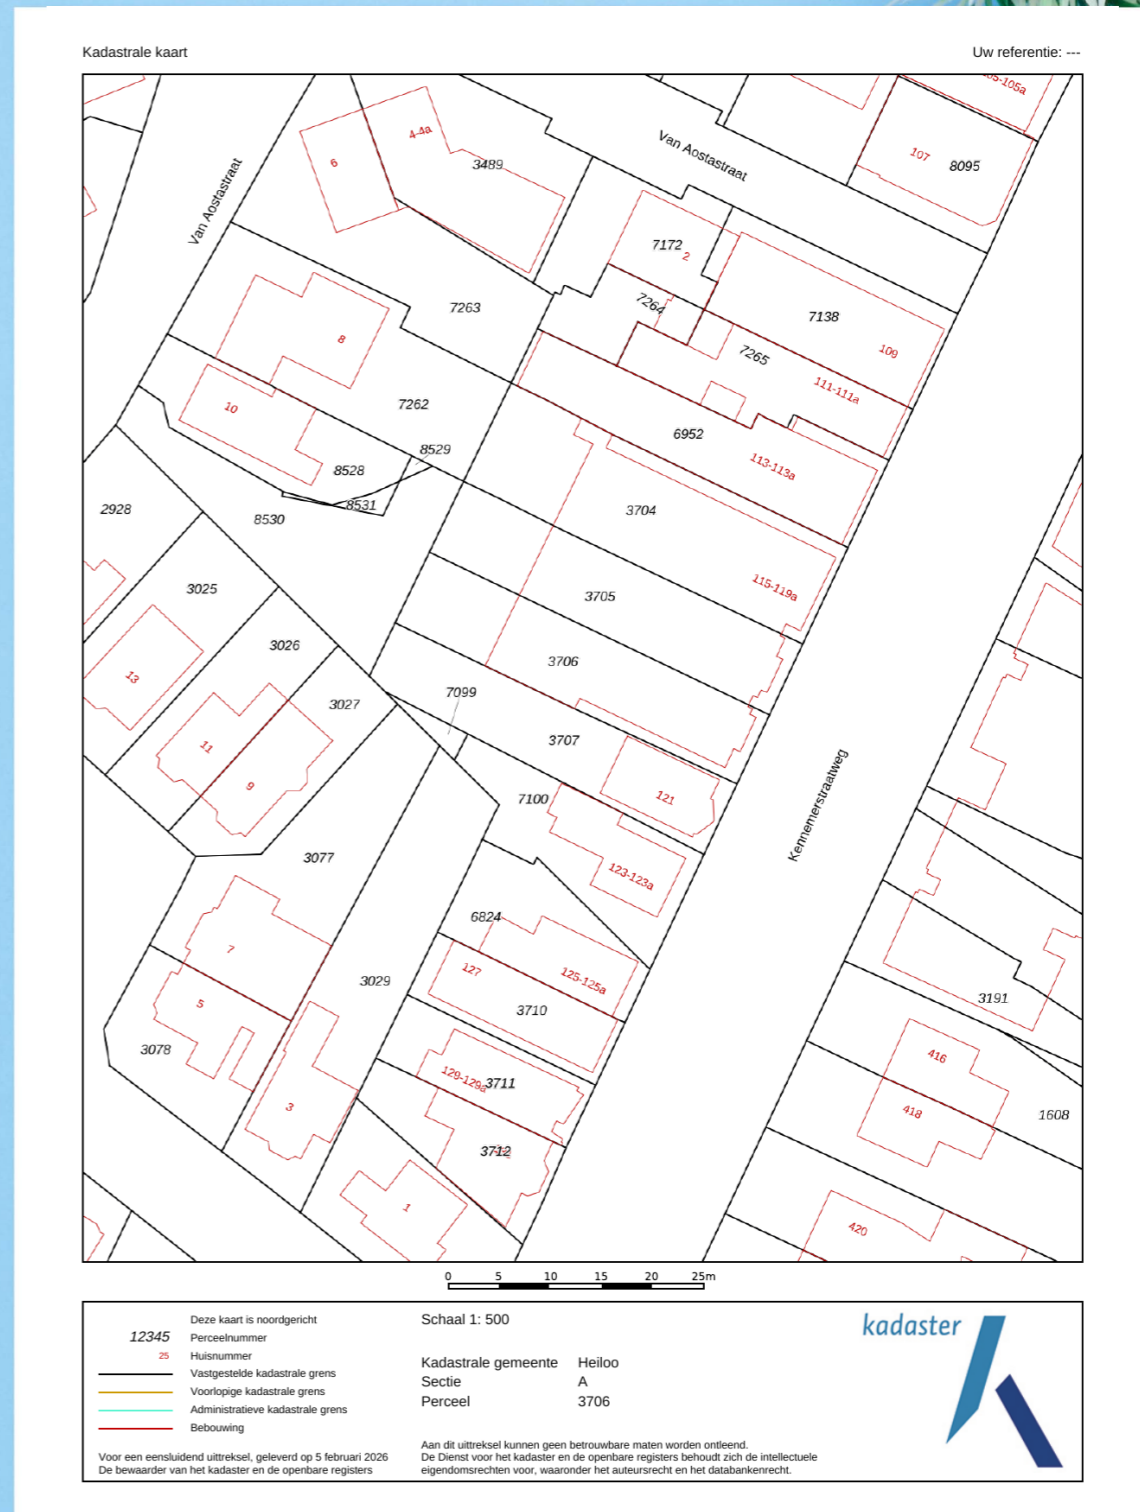 Kadastrale kaart
Uw referentie: ---
105-105a
4-4a
Van Aostastraat
107
8095
6
3489
Van Aostastraat
7172
2
7263
7264
7138
8
7265
109
111-111a
7262
10
6952
8529
113-113a
8528
8531
2928
8530
3704
3025
115-119a
3705
3026
3706
13
7099
3027
3707
11
9
7100
121
Kennemerstraatweg
3077
123-123a
6824
7
127
125-125a
3029
3191
5
3710
3078
416
129-129a
3711
3
418
1608
3712
1
420
0 5 10 15 20 25m
Deze kaart is noordgericht
12345 Perceelnummer
25 Huisnummer
Vastgestelde kadastrale grens
Voorlopige kadastrale grens
Administratieve kadastrale grens
Bebouwing
Voor een eensluidend uittreksel, geleverd op 5 februari 2026
De bewaarder van het kadaster en de openbare registers
Schaal 1: 500
Kadastrale gemeente Heiloo
Sectie A
Perceel 3706
Aan dit uittreksel kunnen geen betrouwbare maten worden ontleend.
De Dienst voor het kadaster en de openbare registers behoudt zich de intellectuele
eigendomsrechten voor, waaronder het auteursrecht en het databankenrecht.
kadaster